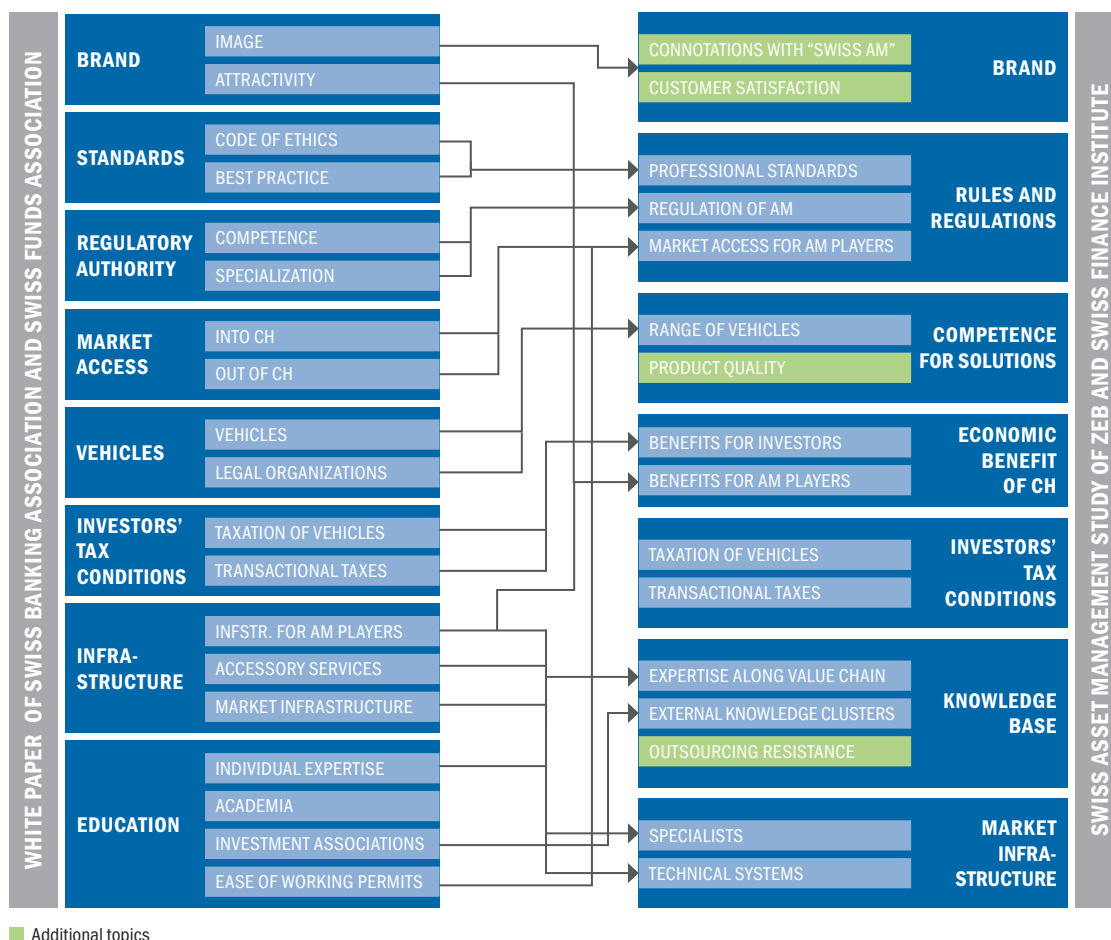 WHITE PAPER OF SWISS BANKING ASSOCIATION AND SWISS FUNDS ASSOCIATION
BRAND
IMAGE
ATTRACTIVITY
STANDARDS
CODE OF ETHICS
BEST PRACTICE
REGULATORY
AUTHORITY
COMPETENCE
SPECIALIZATION
MARKET
ACCESS
INTO CH
OUT OF CH
VEHICLES
VEHICLES
LEGAL ORGANIZATIONS
INVESTORS'
TAX
CONDITIONS
TAXATION OF VEHICLES
TRANSACTIONAL TAXES
INFRA-
STRUCTURE
INFSTR. FOR AM PLAYERS
ACCESSORY SERVICES
MARKET INFRASTRUCTURE
EDUCATION
INDIVIDUAL EXPERTISE
ACADEMIA
INVESTMENT ASSOCIATIONS
EASE OF WORKING PERMITS
CONNOTATIONS WITH “SWISS AM”
CUSTOMER SATISFACTION
BRAND
PROFESSIONAL STANDARDS
REGULATION OF AM
MARKET ACCESS FOR AM PLAYERS
RULES AND
REGULATIONS
RANGE OF VEHICLES
PRODUCT QUALITY
COMPETENCE
FOR SOLUTIONS
BENEFITS FOR INVESTORS
BENEFITS FOR AM PLAYERS
ECONOMIC
BENEFIT
OF CH
TAXATION OF VEHICLES
TRANSACTIONAL TAXES
INVESTORS'
TAX
CONDITIONS
EXPERTISE ALONG VALUE CHAIN
EXTERNAL KNOWLEDGE CLUSTERS
OUTSOURCING RESISTANCE
KNOWLEDGE
BASE
SPECIALISTS
TECHNICAL SYSTEMS
MARKET
INFRA-
STRUCTURE
SWISS ASSET MANAGEMENT STUDY OF ZEB AND SWISS FINANCE INSTITUTE
Additional topics